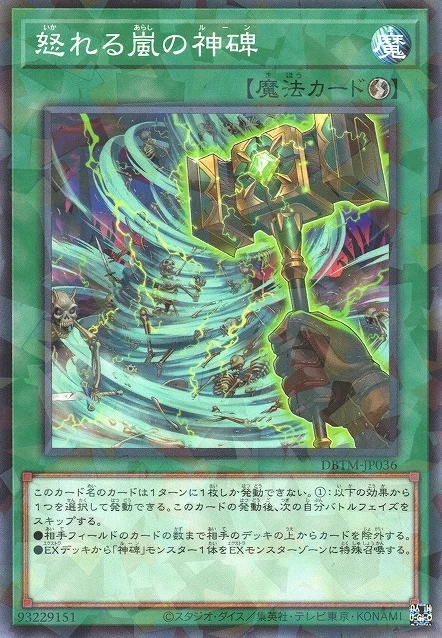 怒れる嵐の神碑
魔
【魔法カード】
DBTM-JP036
このカード名のカードは1ターンに1枚しか発動できない。①:以下の効果から
1つを選択して発動できる。このカードの発動後、次の自分バトルフェイズを
スキップする。
●相手フィールドのカードの数まで相手のデッキの上からカードを除外する。
●EXデッキから「神碑」モンスター1体をEXモンスターゾーンに特殊召喚する。
93229151
©スタジオ・ダイス/集英社・テレビ東京・KONAMI